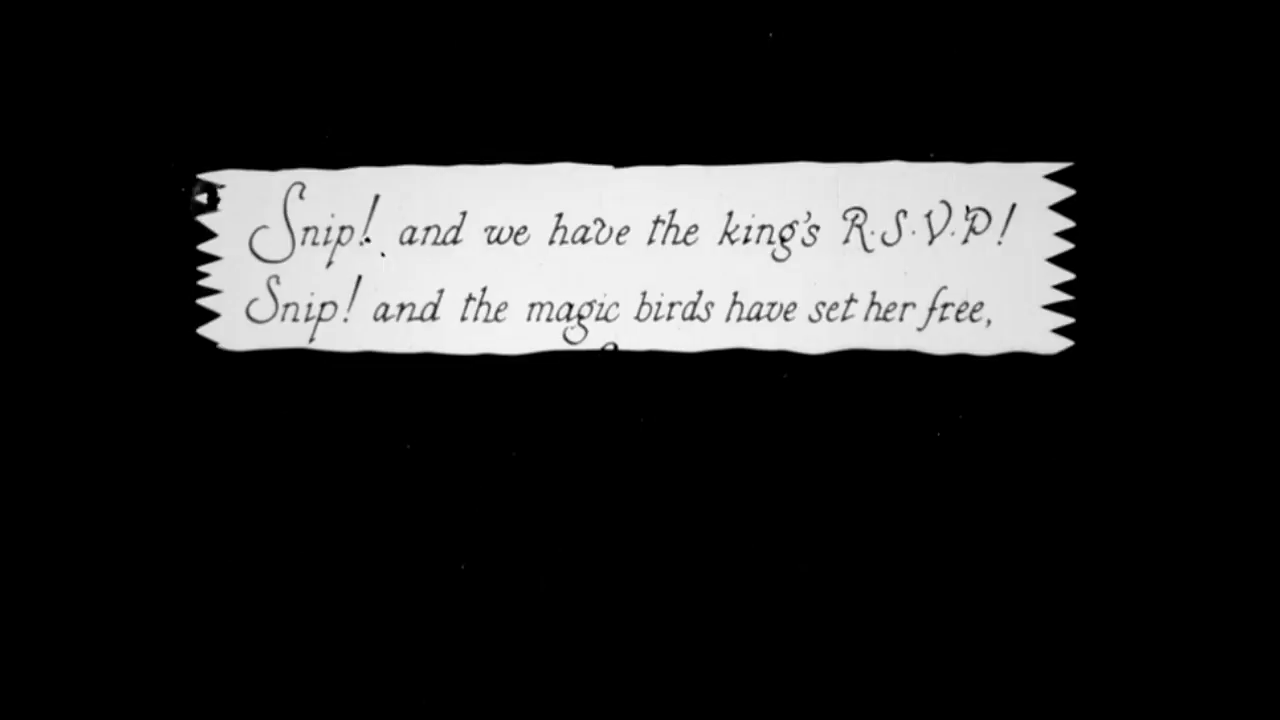 Snip! and we have the king's R.S.V.P!
Snip! and the magic birds have set her free,